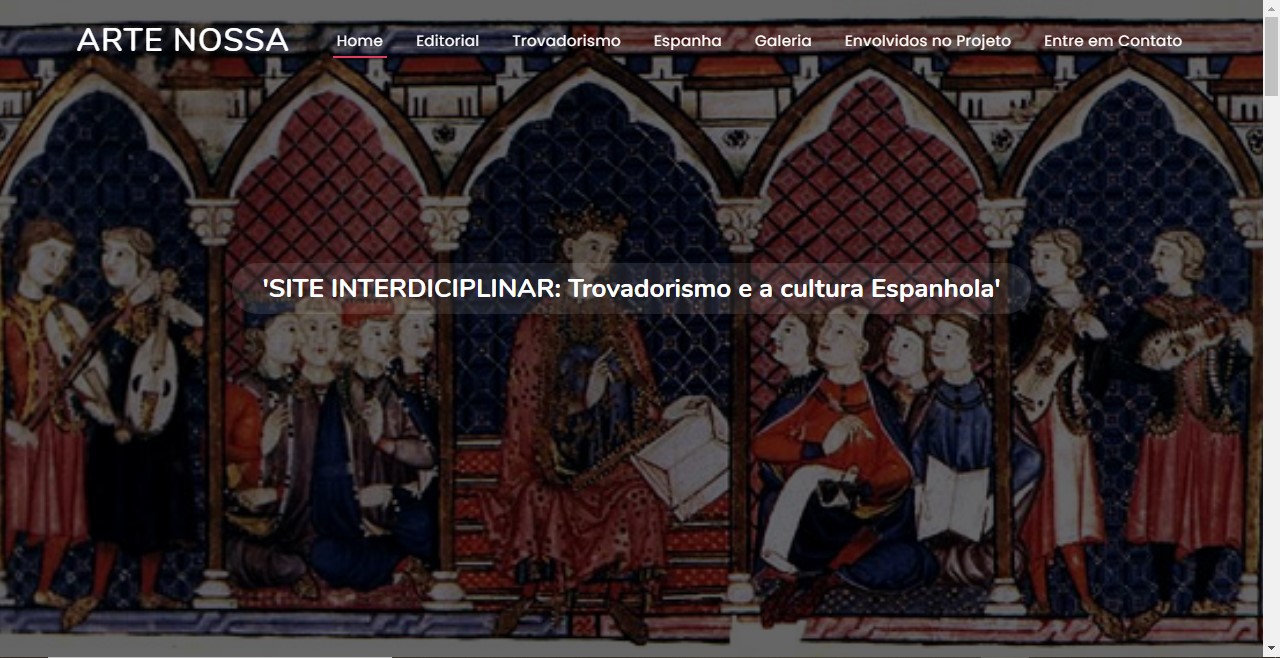 ARTE NOSSA
Home Editorial Trovadorismo Espanha Galeria Envolvidos no Projeto Entre em Contato
'SITE INTERDICIPLINAR: Trovadorismo e a cultura Espanhola'